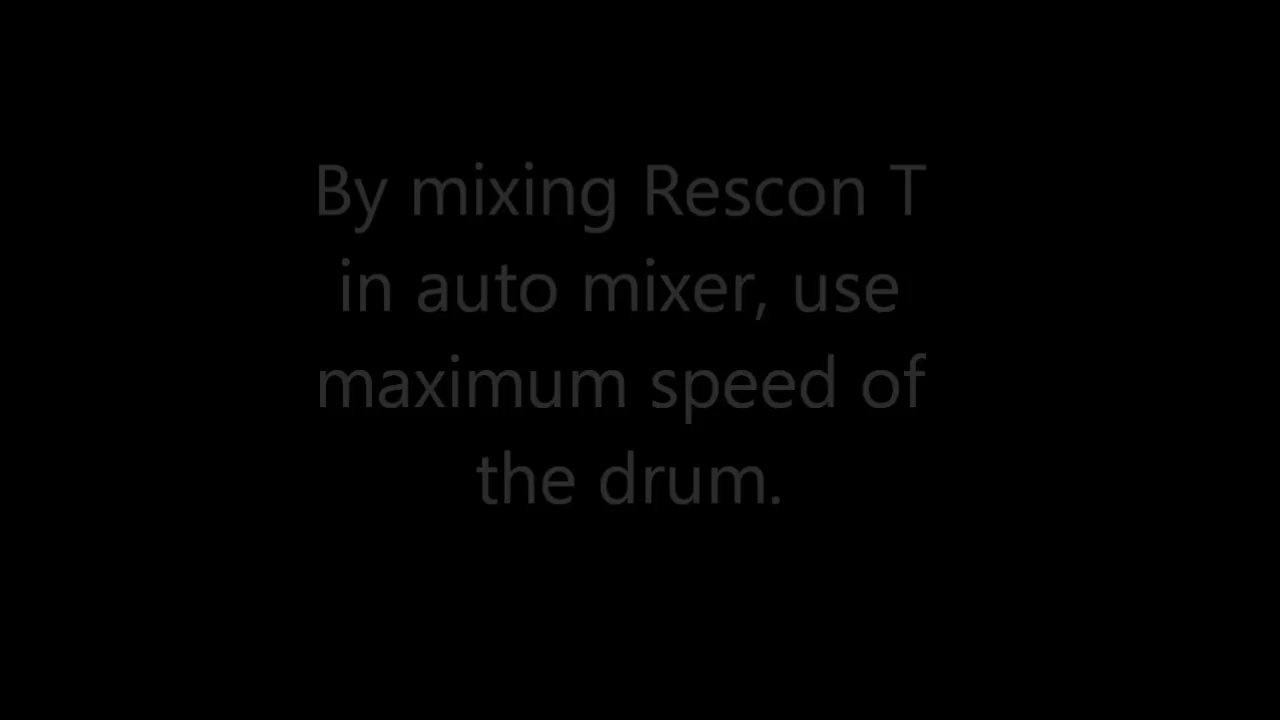 By mixing Rescon T
in auto mixer, use
maximum speed of
the drum.